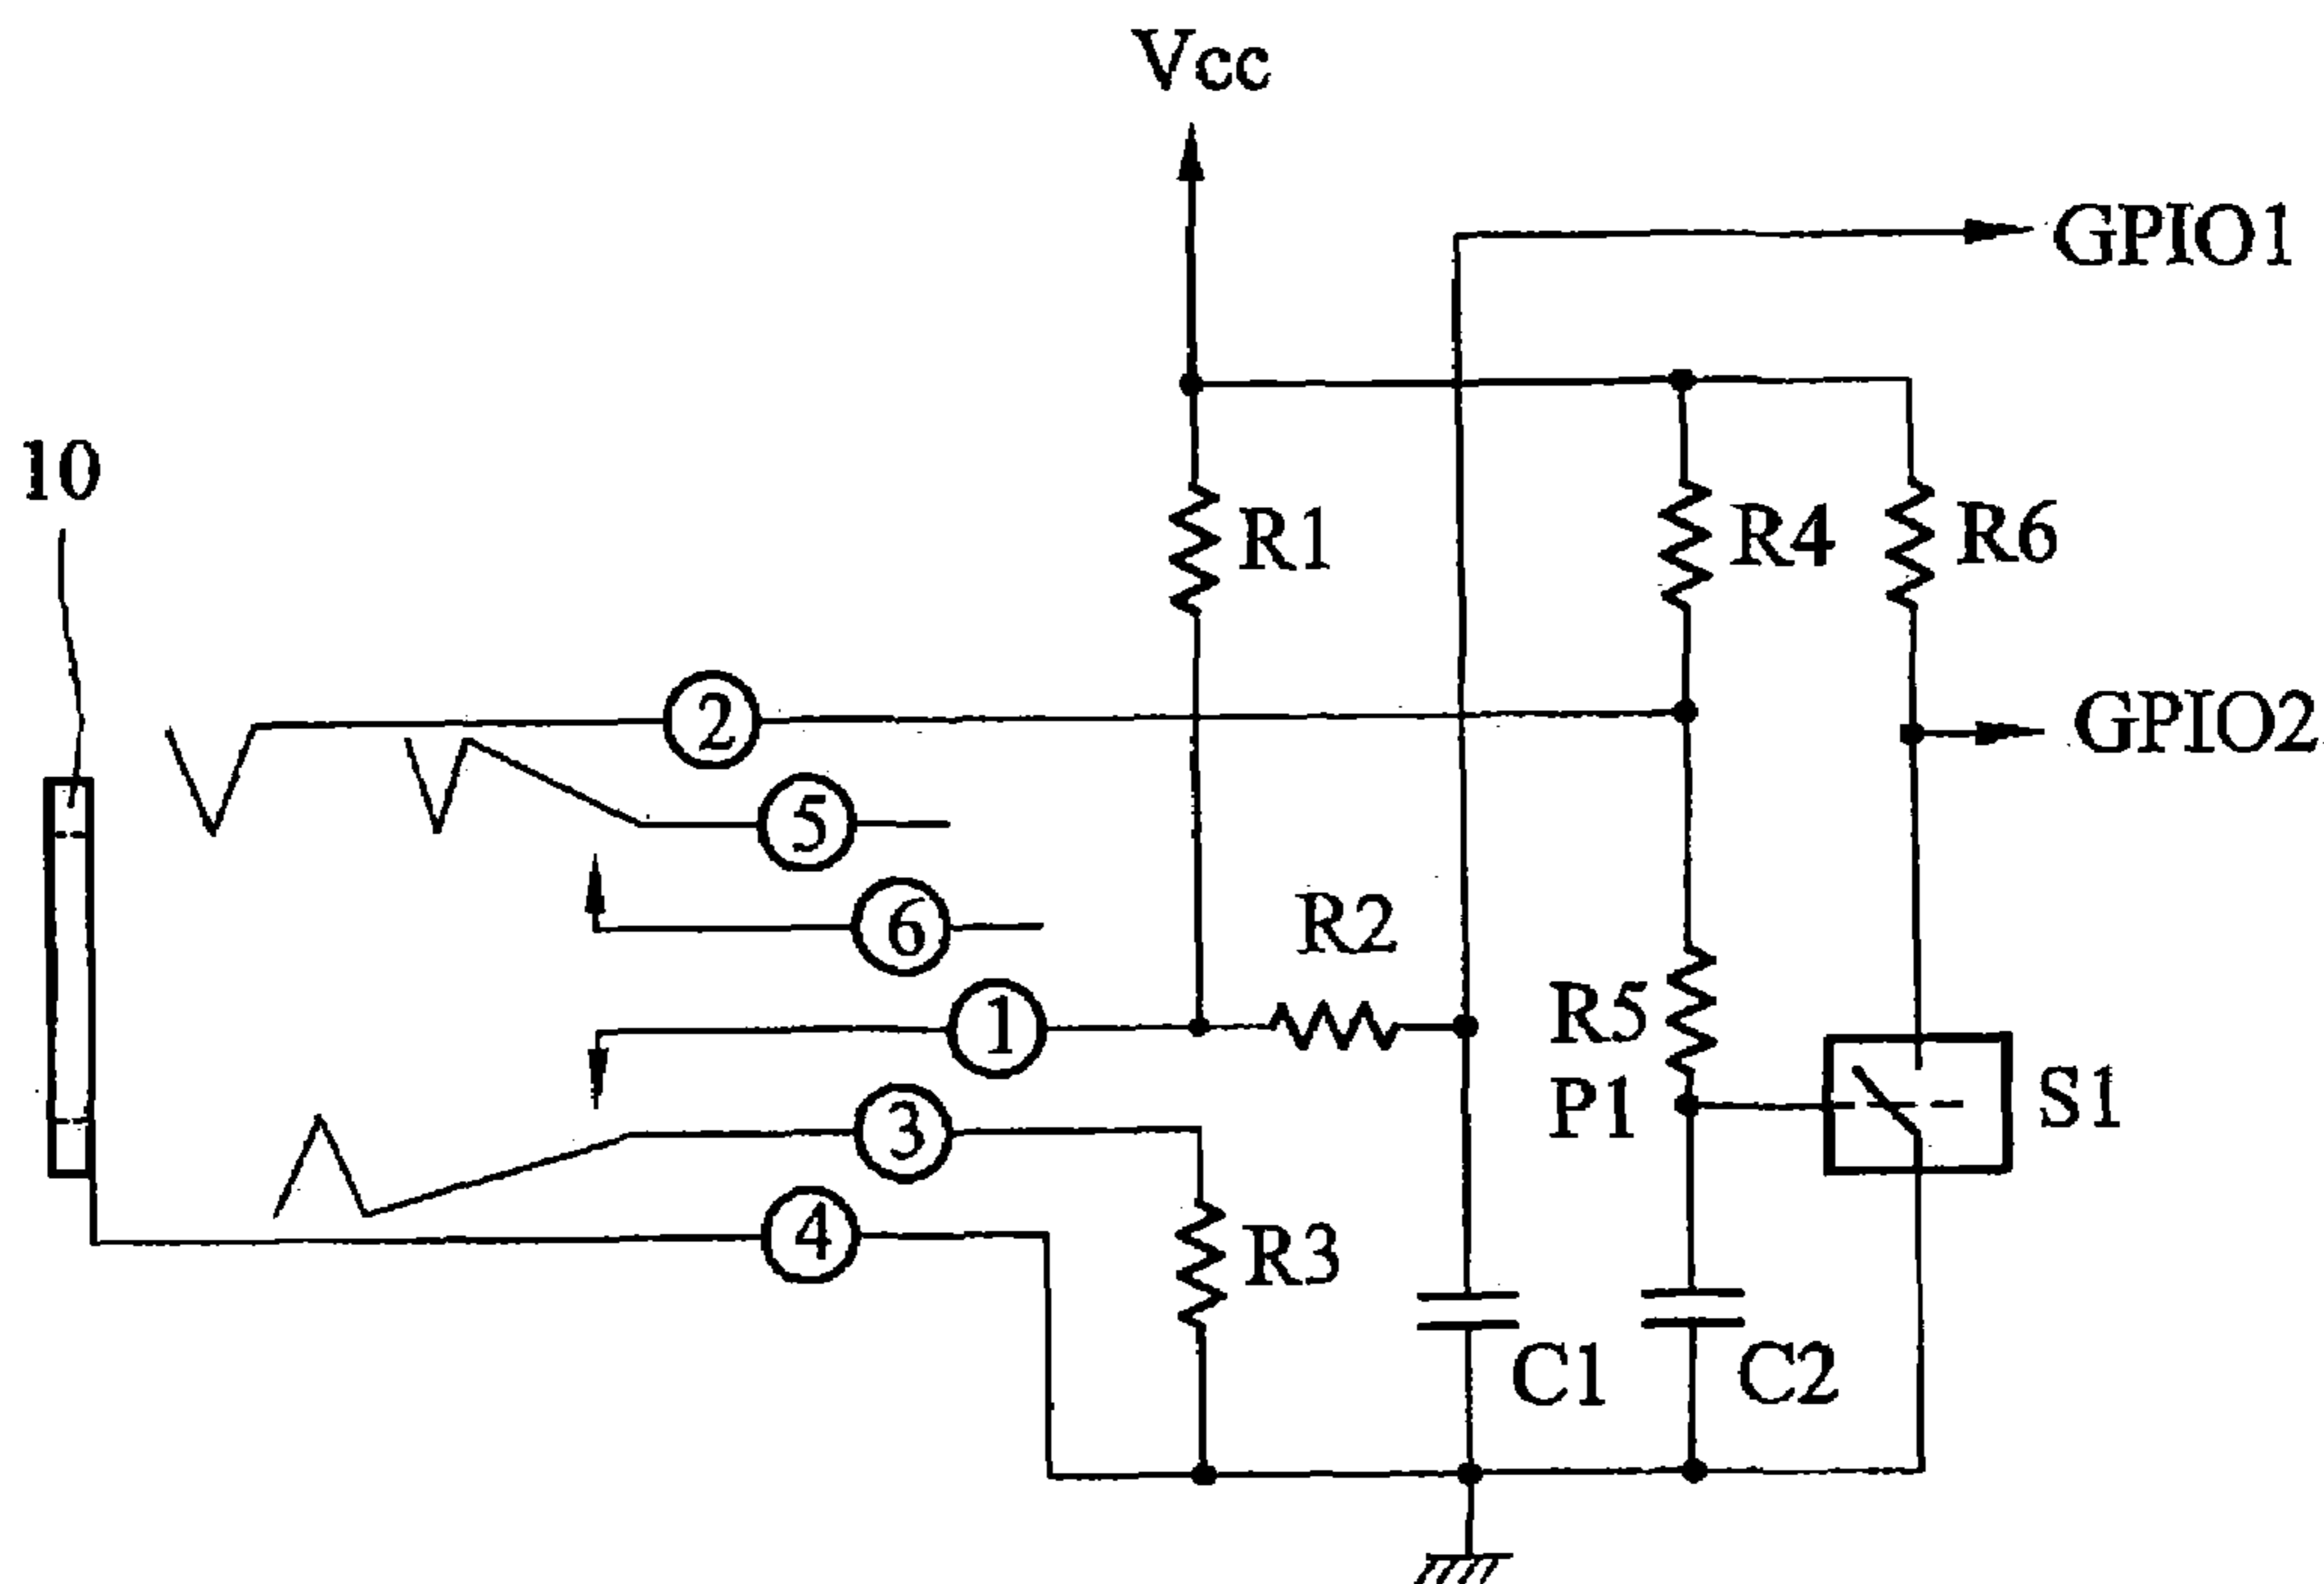 Vcc
GPIO1
10
R1
R4
R6
②
GPIO2
⑤
⑥
R2
①
R5
P1
S1
③
④
R3
C1
C2